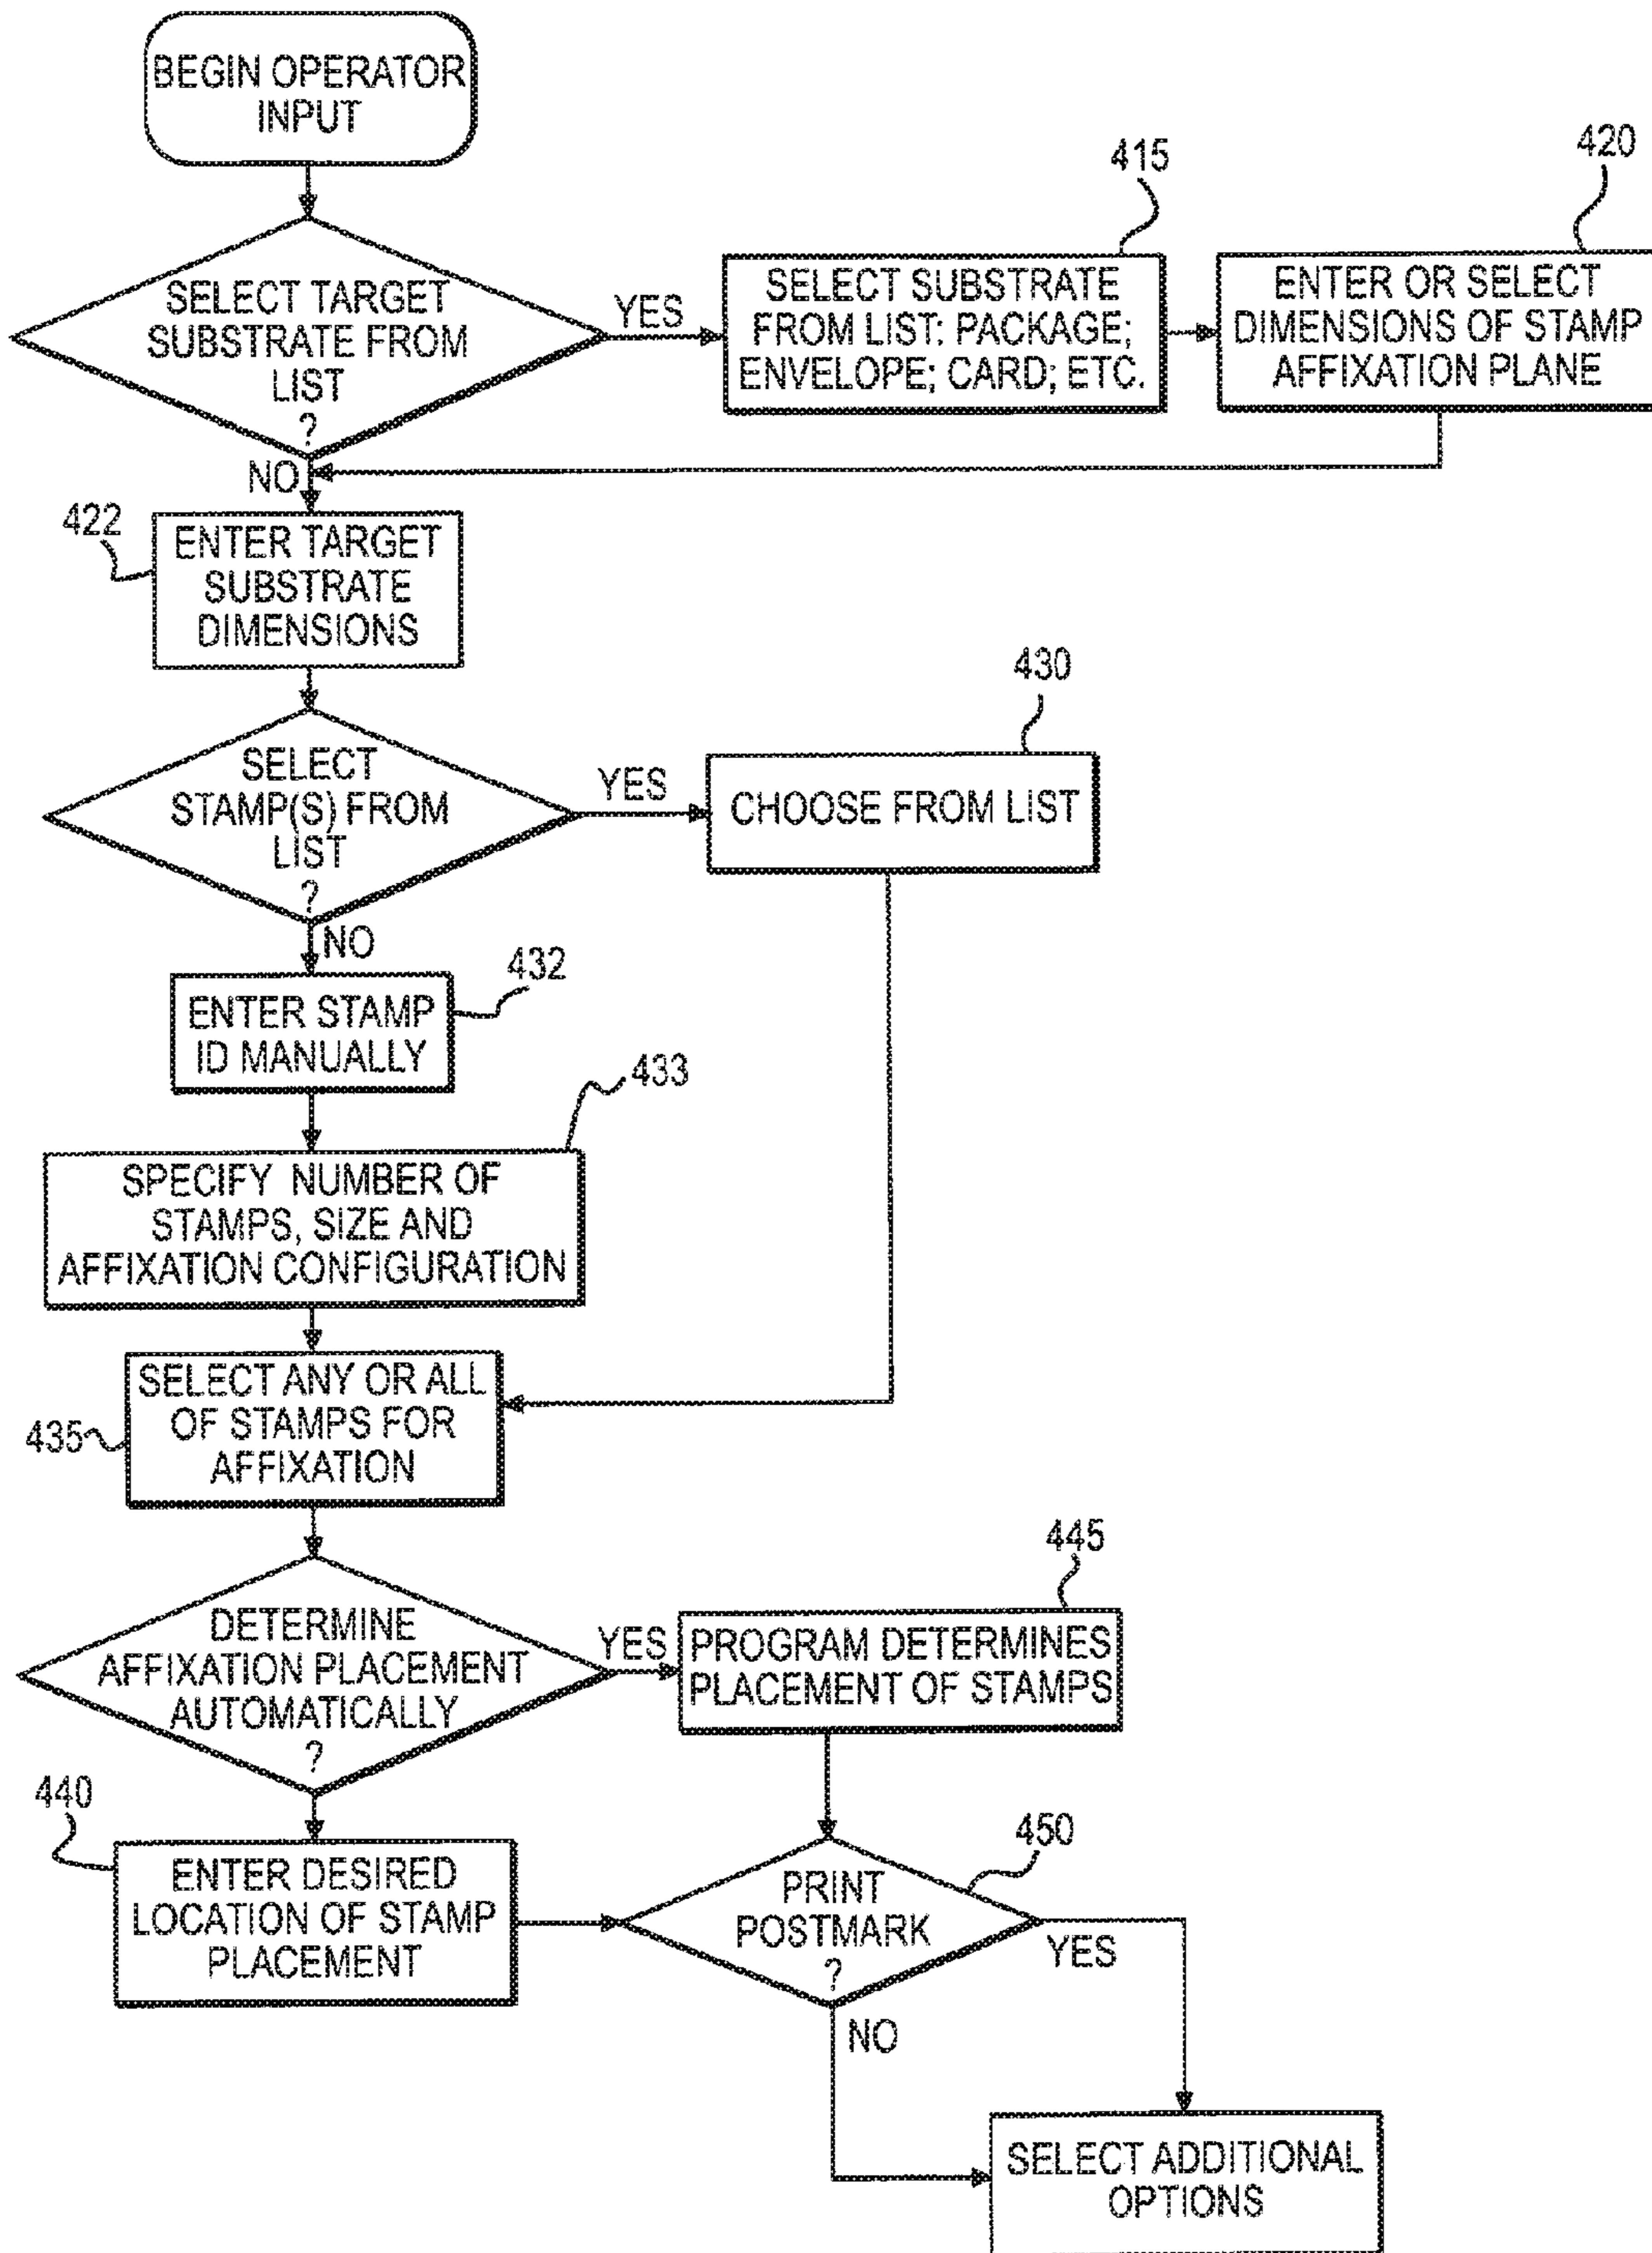 BEGIN OPERATOR
INPUT
415
420
SELECT TARGET
SUBSTRATE FROM
LIST
?
YES
SELECT SUBSTRATE
FROM LIST: PACKAGE;
ENVELOPE; CARD; ETC.
ENTER OR SELECT
DIMENSIONS OF STAMP
AFFIXATION PLANE
NO
422
ENTER TARGET
SUBSTRATE
DIMENSIONS
430
SELECT
STAMP(S) FROM
LIST
?
YES
CHOOSE FROM LIST
NO
432
ENTER STAMP
ID MANUALLY
433
SPECIFY NUMBER OF
STAMPS, SIZE AND
AFFIXATION CONFIGURATION
435
SELECT ANY OR ALL
OF STAMPS FOR
AFFIXATION
445
DETERMINE
AFFIXATION PLACEMENT
AUTOMATICALLY
?
YES
PROGRAM DETERMINES
PLACEMENT OF STAMPS
440
ENTER DESIRED
LOCATION OF STAMP
PLACEMENT
450
PRINT
POSTMARK
?
YES
NO
SELECT ADDITIONAL
OPTIONS